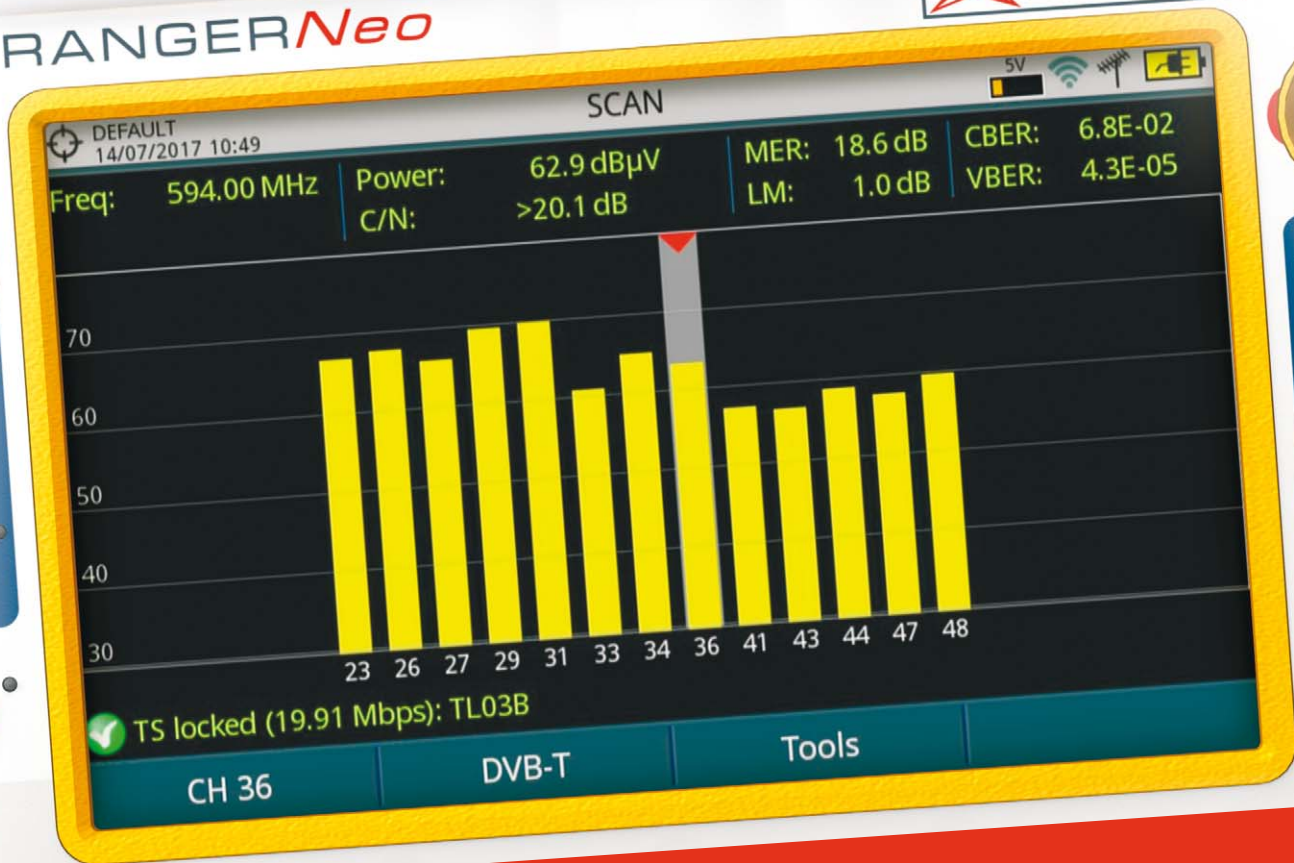 RANGERNeo
DEFAULT
14/07/2017 10:49
SCAN
5V
Freq: 594.00 MHz
Power: 62.9 dBµV
C/N: >20.1 dB
MER: 18.6 dB
LM: 1.0 dB
CBER: 6.8E-02
VBER: 4.3E-05
70
60
50
40
30
23 26 27 29 31 33 34 36 41 43 44 47 48
TS locked (19.91 Mbps): TL03B
CH 36 DVB-T Tools